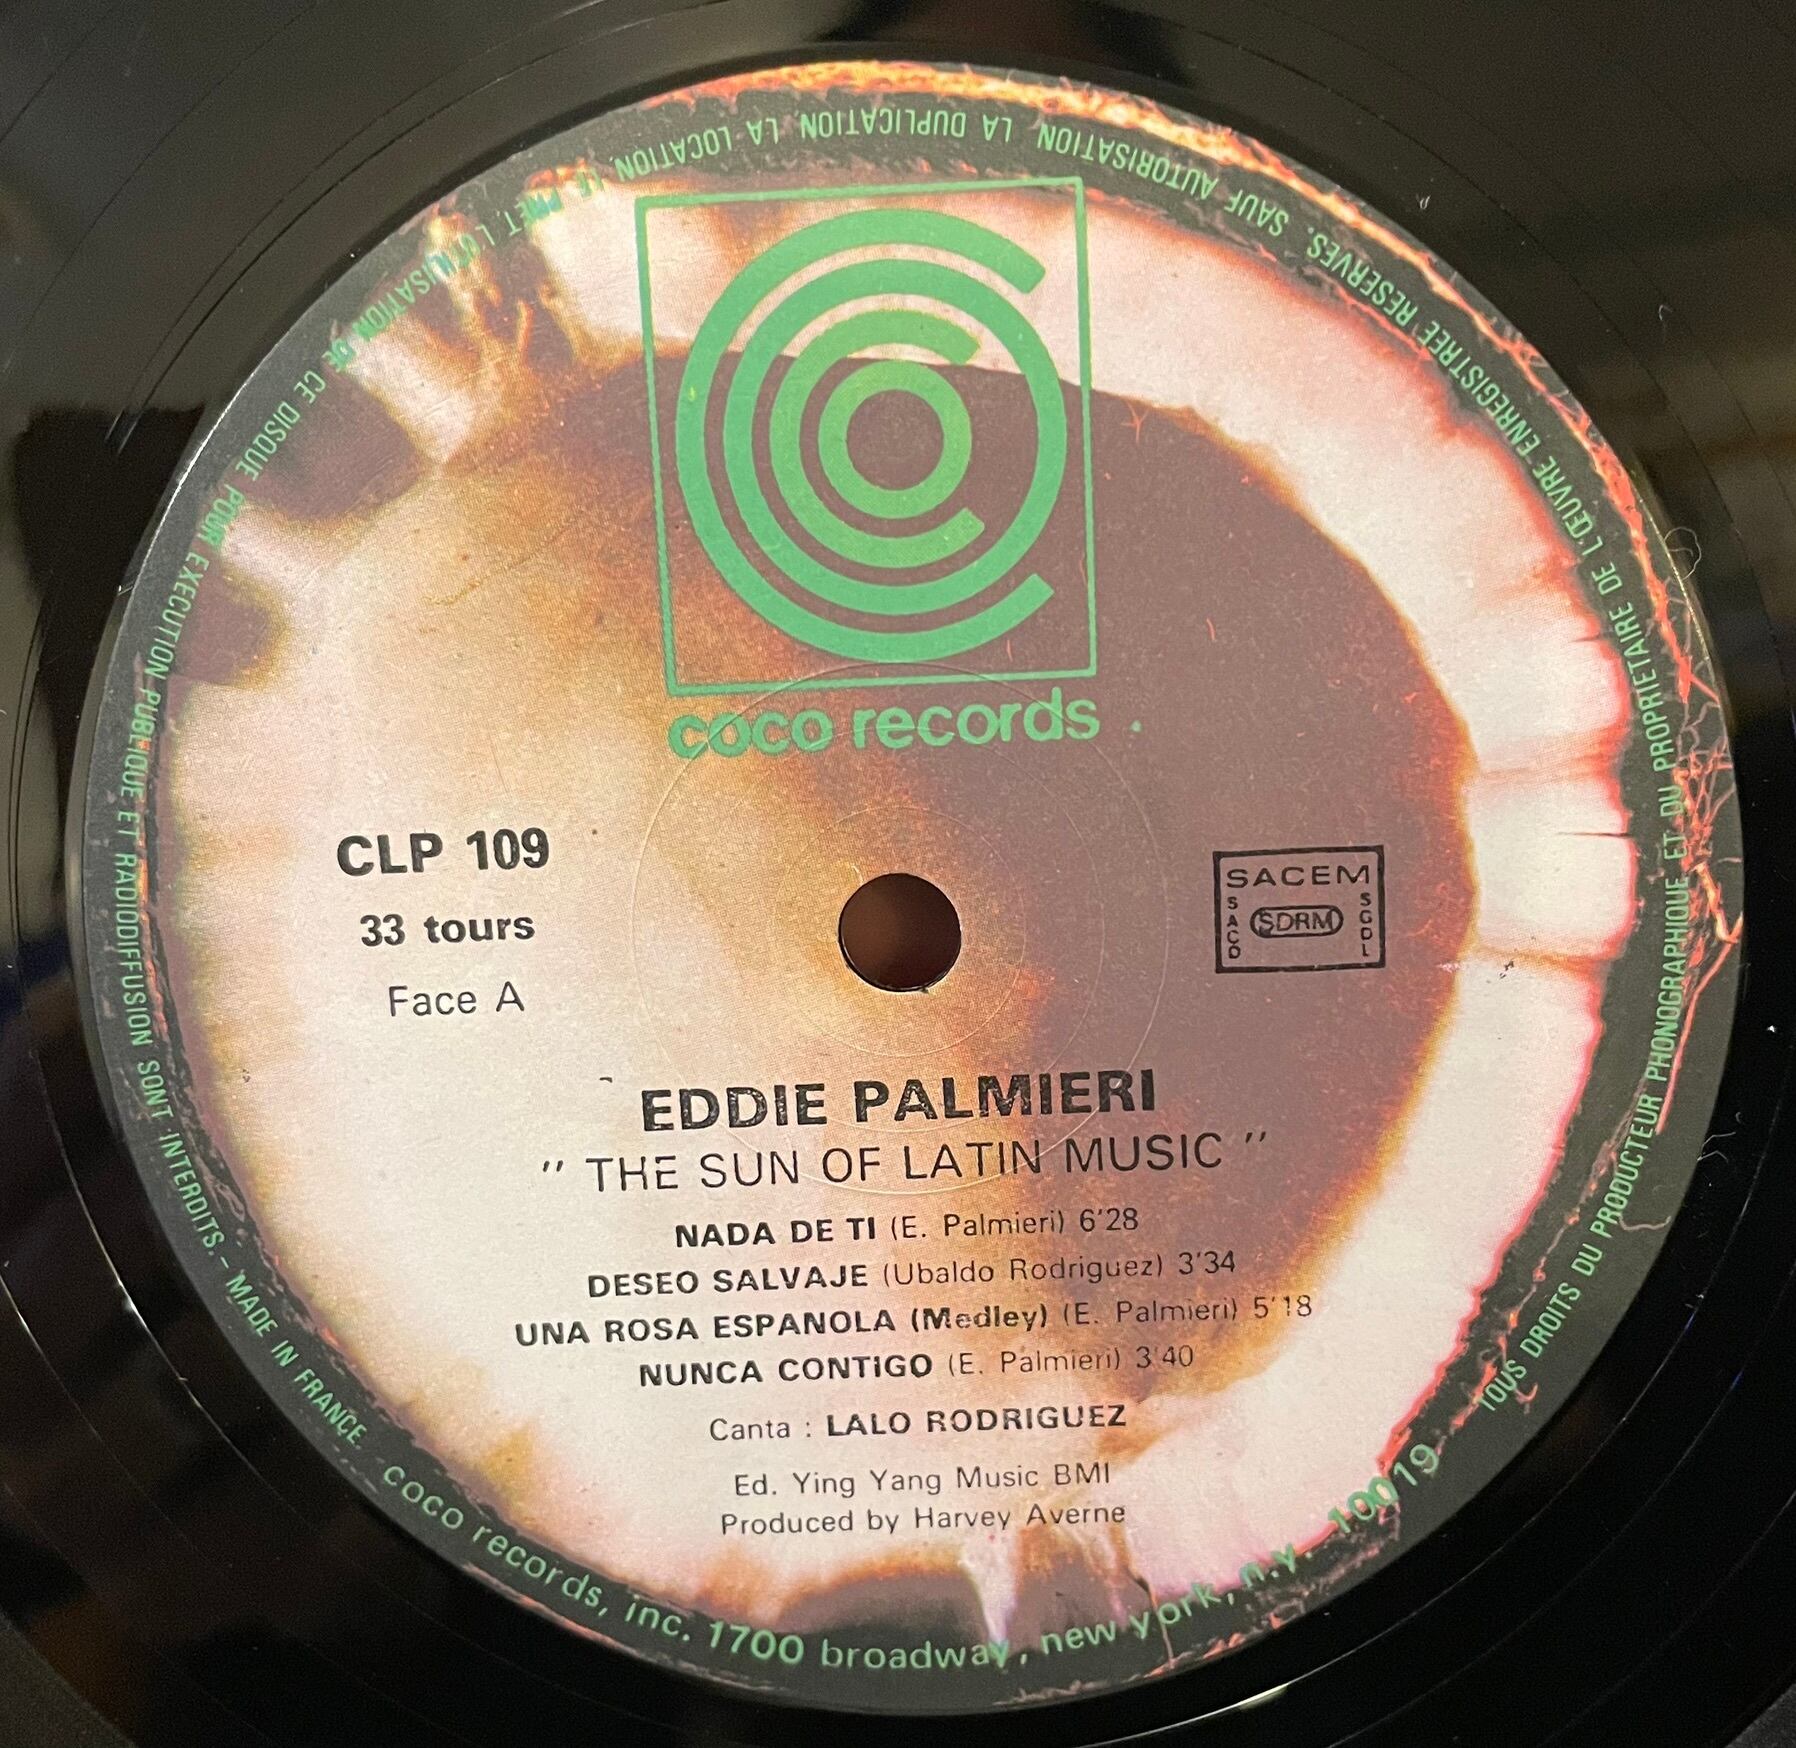 coco records
CLP 109
33 tours
Face A
SACEM
SACD
SDRM
SGDL
EDDIE PALMIERI
" THE SUN OF LATIN MUSIC "
NADA DE TI (E. Palmieri) 6'28
DESEO SALVAJE (Ubaldo Rodriguez) 3'34
UNA ROSA ESPANOLA (Medley) (E. Palmieri) 5'18
NUNCA CONTIGO (E. Palmieri) 3'40
Canta : LALO RODRIGUEZ
Ed. Ying Yang Music BMI
Produced by Harvey Averne
TOUS DROITS DU PRODUCTEUR PHONOGRAPHIQUE ET DU PROPRIETAIRE DE L'ŒUVRE ENREGISTREE RESERVES. SAUF AUTORISATION LA DUPLICATION, LA LOCATION, LE PRET L'UTILISATION DE CE DISQUE POUR EXECUTION PUBLIQUE ET RADIODIFFUSION SONT INTERDITS. - MADE IN FRANCE
coco records, inc. 1700 broadway, new york, n.y. 10019